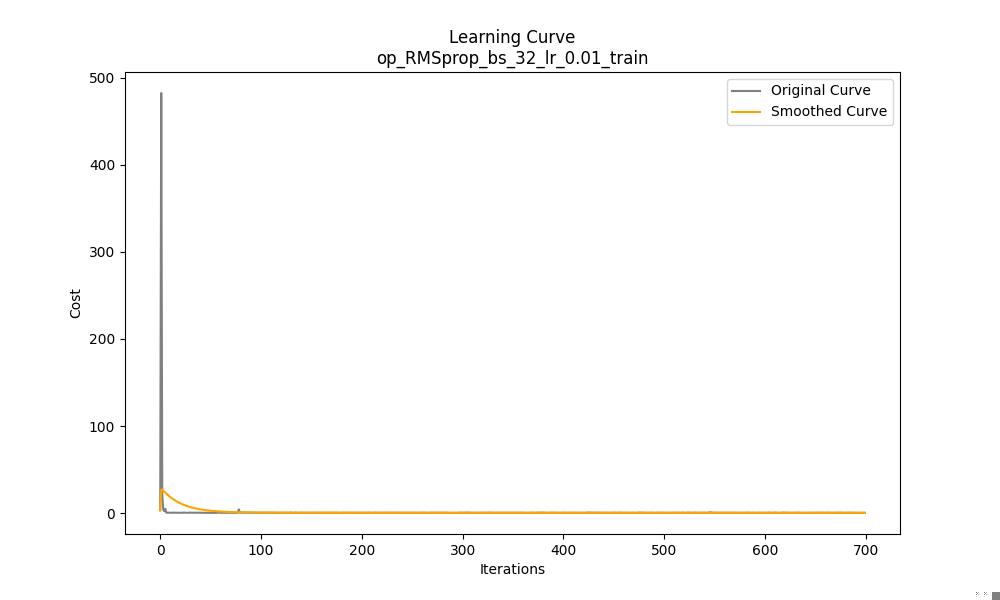 Learning Curve
op_RMSprop_bs_32_lr_0.01_train
Original Curve
Smoothed Curve
500
400
300
200
100
0
Cost
0 100 200 300 400 500 600 700
Iterations